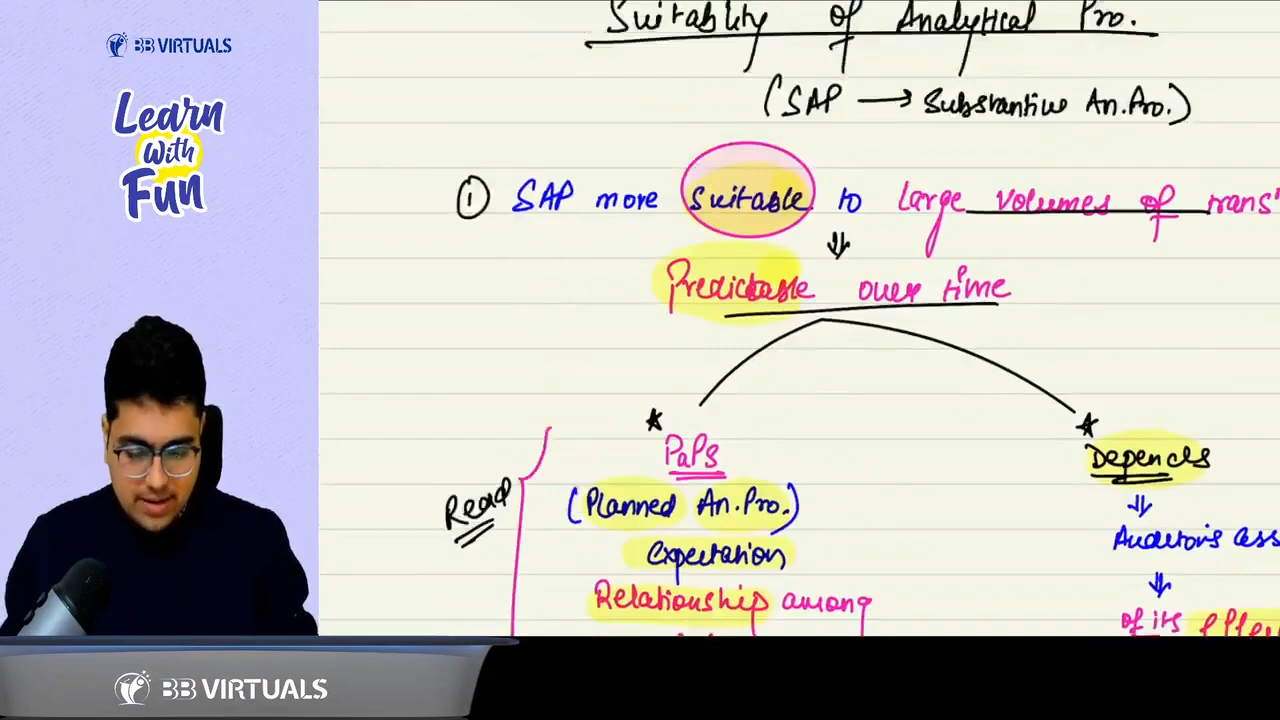 BB VIRTUALS
Learn
With
Fun
Suitability of Analytical Pro.
(SAP → Substantive An.Pro.)
① SAP more Suitable to large volumes of trans
⇓
Predictable over time
* PaPs
(Planned An.Pro.)
Expectation
Relationship among
Read
* Depends
⇓
Auditor's ass
⇓
of its effe
BB VIRTUALS